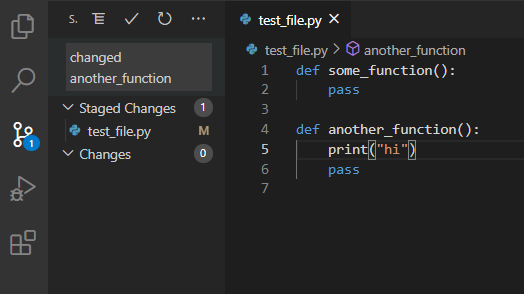 S.
changed
another_function
Staged Changes 1
test_file.py M
Changes 0
1
test_file.py
test_file.py > another_function
1 def some_function():
2     pass
3
4 def another_function():
5     print("hi")
6     pass
7